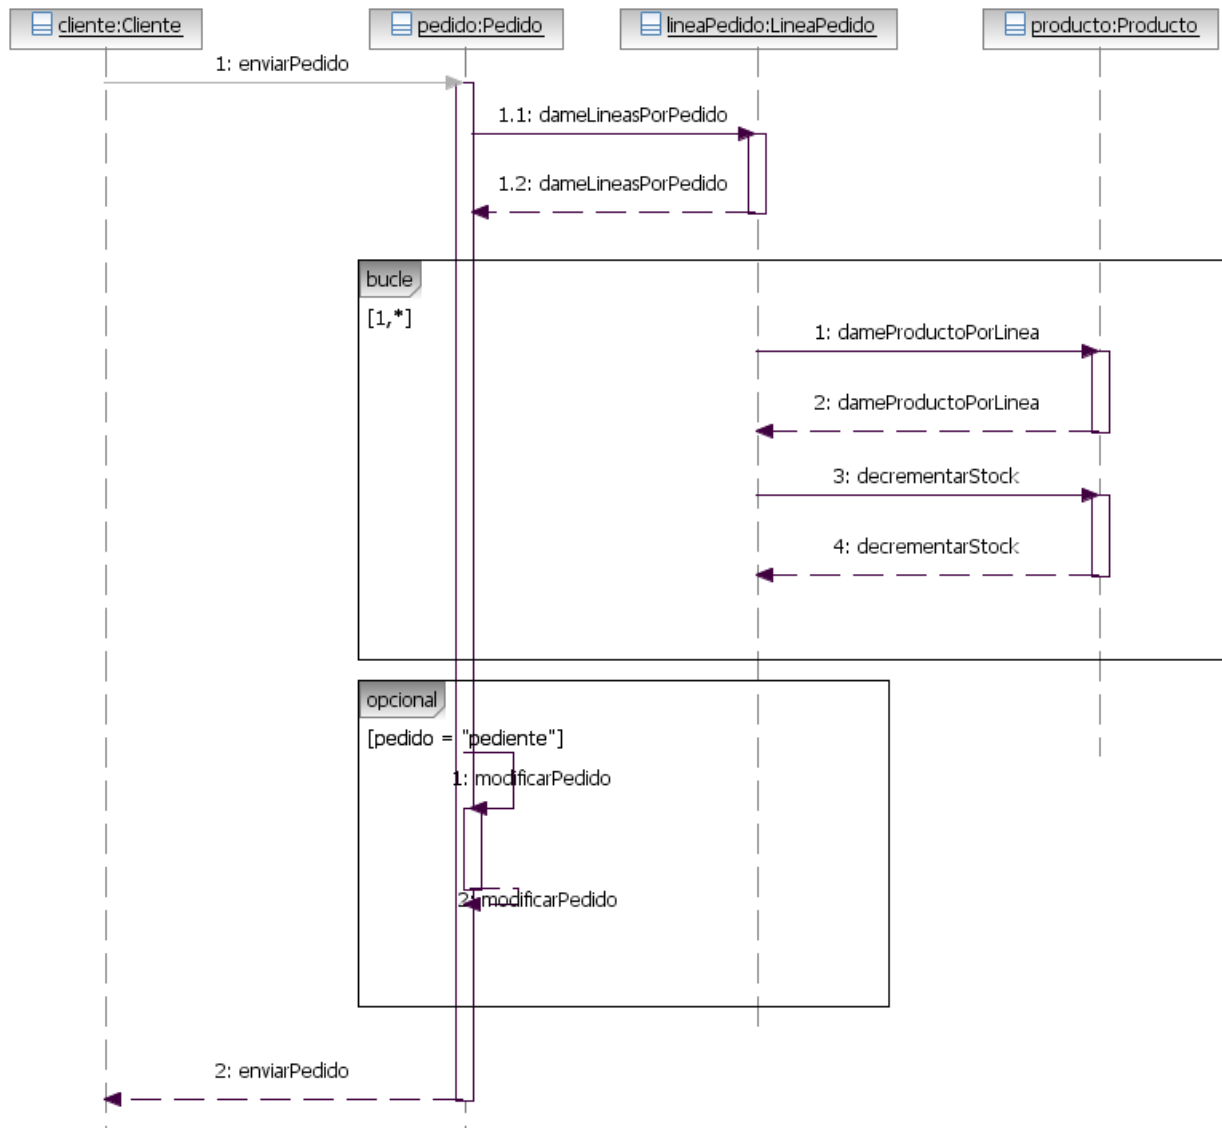 cliente:Cliente
pedido:Pedido
lineaPedido:LineaPedido
producto:Producto
1: enviarPedido
1.1: dameLineasPorPedido
1.2: dameLineasPorPedido
bucle
[1,*]
1: dameProductoPorLinea
2: dameProductoPorLinea
3: decrementarStock
4: decrementarStock
opcional
[pedido = "pediente"]
1: modificarPedido
2: modificarPedido
2: enviarPedido